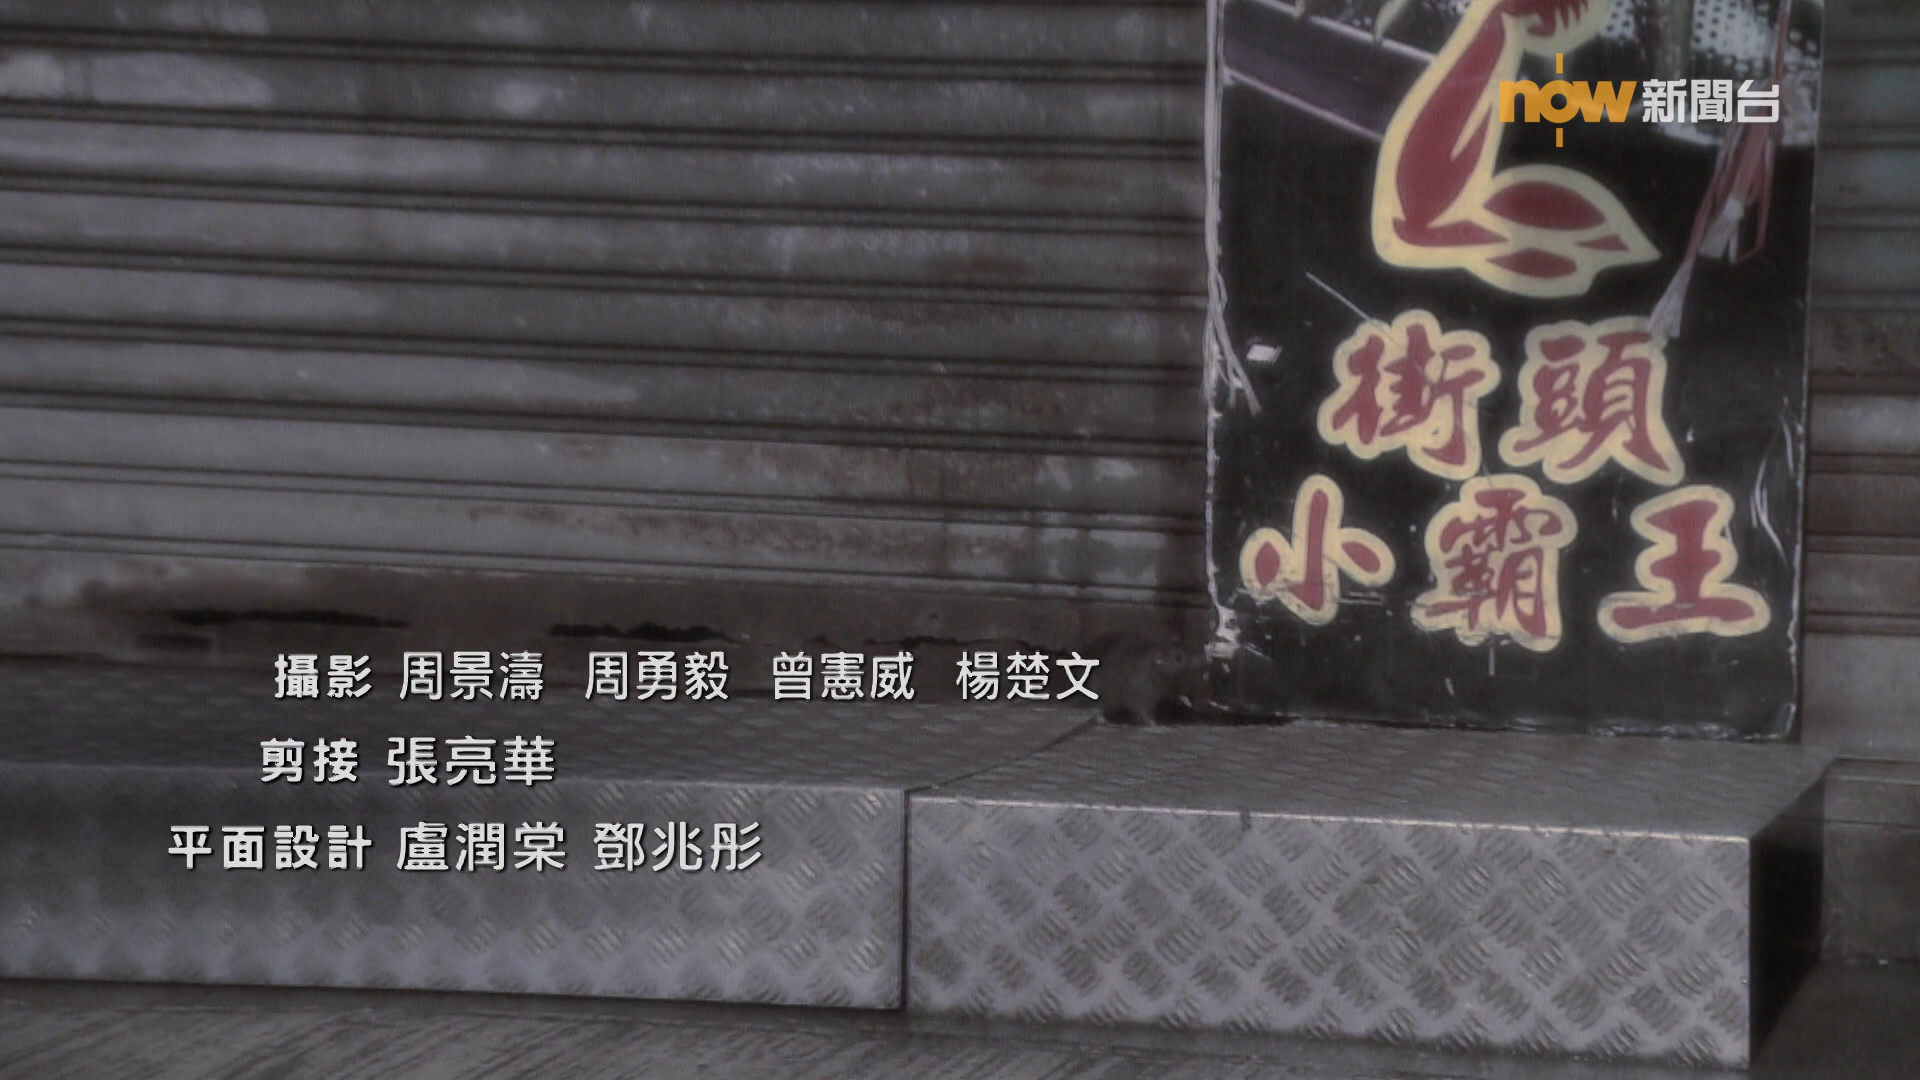 now新聞台
街頭
小霸王
攝影 周景濤 周勇毅 曾憲威 楊楚文
剪接 張亮華
平面設計 盧潤棠 鄧兆彤